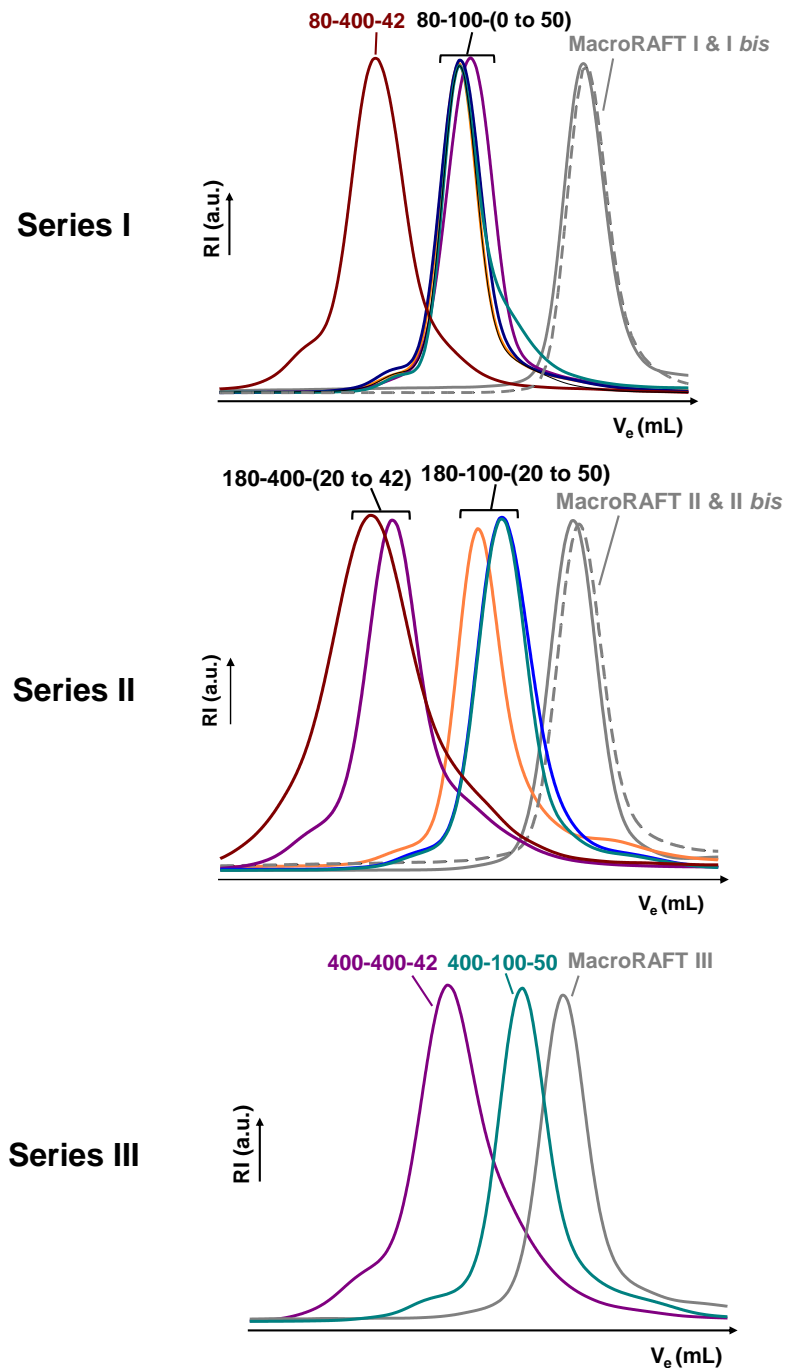 80-400-42
80-100-(0 to 50)
MacroRAFT I & I bis
Series I
RI (a.u.)
Ve (mL)
180-400-(20 to 42)
180-100-(20 to 50)
MacroRAFT II & II bis
Series II
RI (a.u.)
Ve (mL)
400-400-42
400-100-50
MacroRAFT III
Series III
RI (a.u.)
Ve (mL)